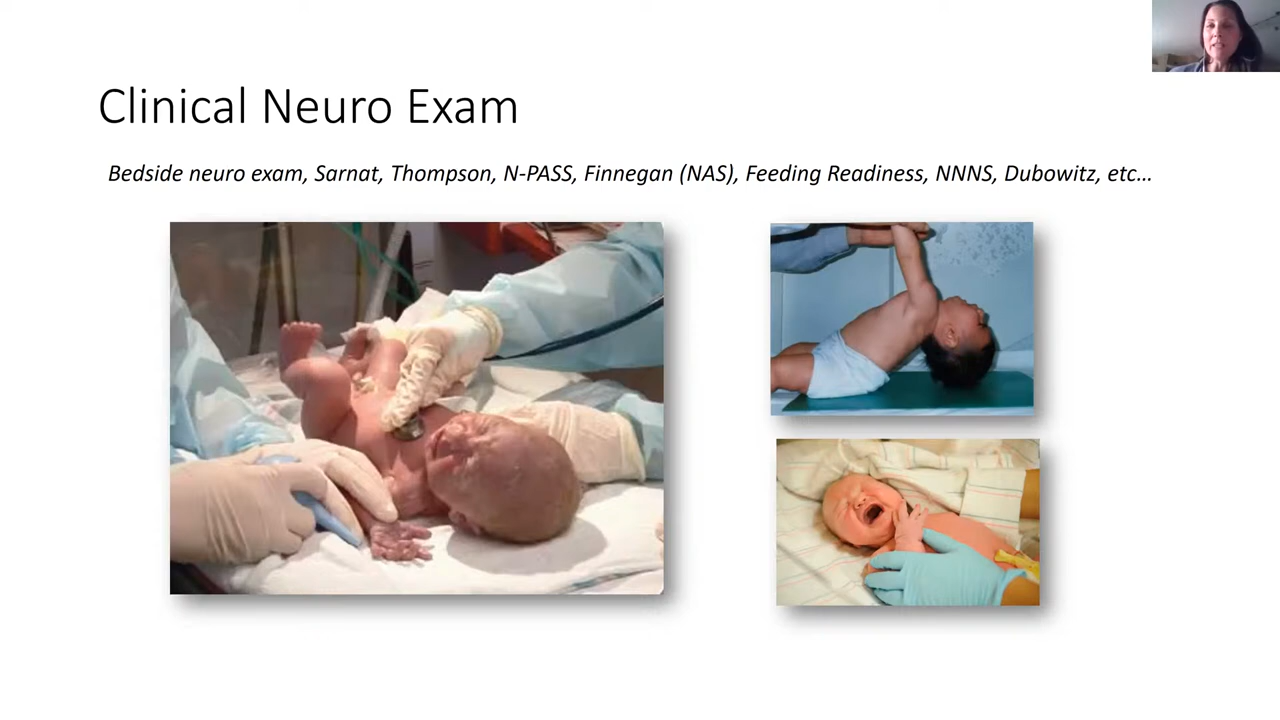 Clinical Neuro Exam
Bedside neuro exam, Sarnat, Thompson, N-PASS, Finnegan (NAS), Feeding Readiness, NNNS, Dubowitz, etc…